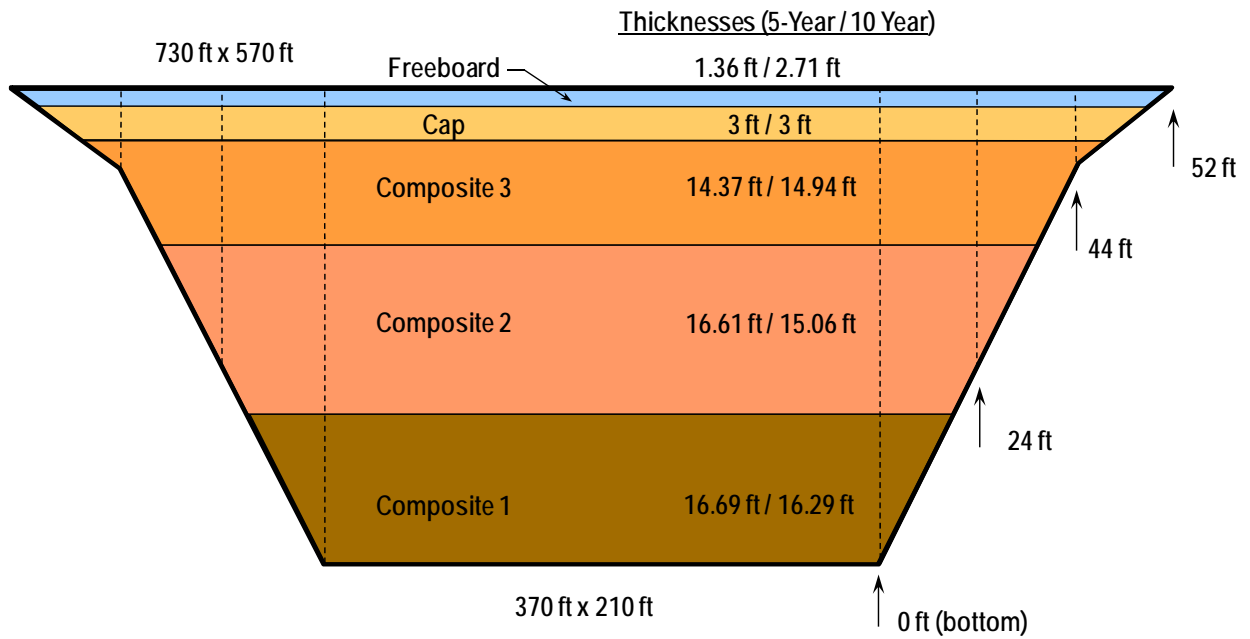 Thicknesses (5-Year / 10 Year)
730 ft x 570 ft
Freeboard
1.36 ft / 2.71 ft
Cap
3 ft / 3 ft
52 ft
Composite 3
14.37 ft / 14.94 ft
44 ft
Composite 2
16.61 ft / 15.06 ft
24 ft
Composite 1
16.69 ft / 16.29 ft
370 ft x 210 ft
0 ft (bottom)